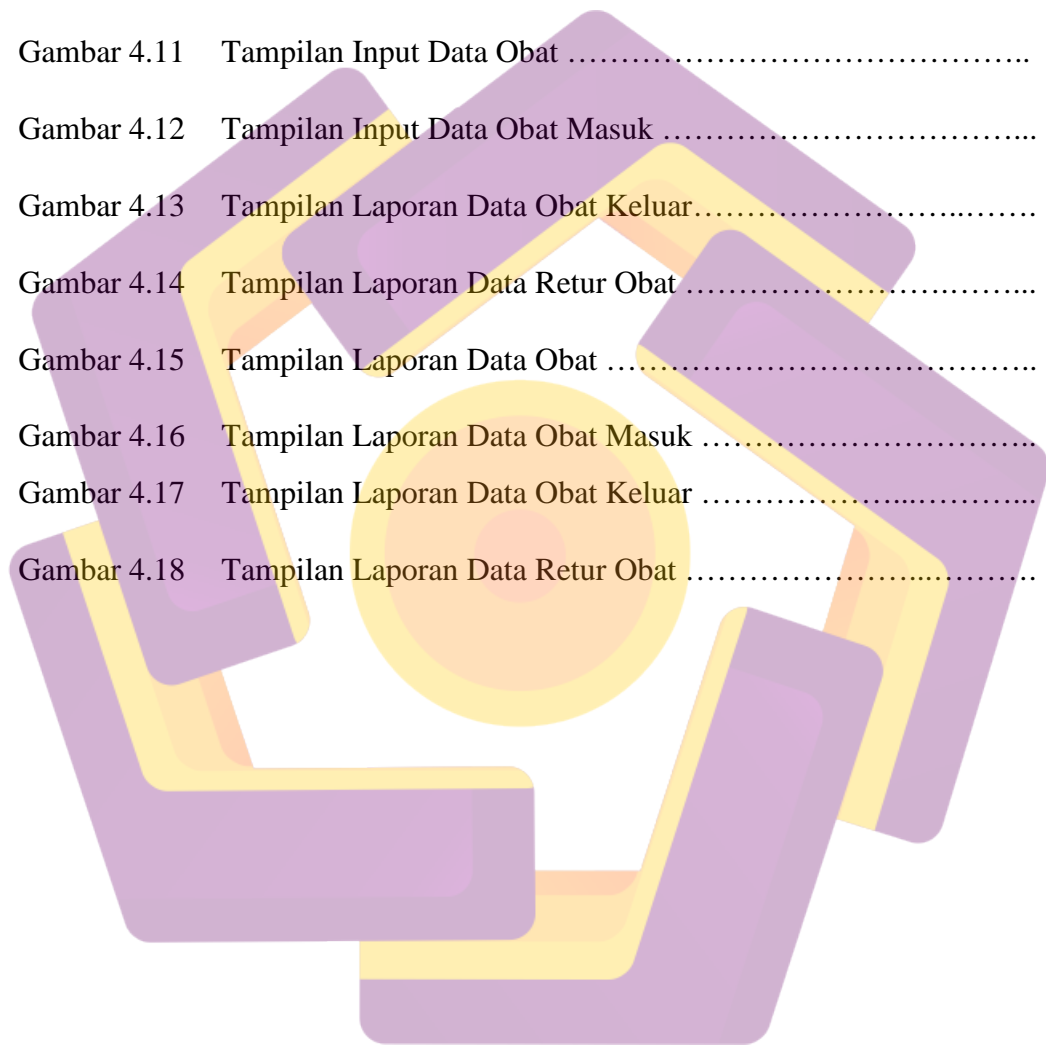 Gambar 4.11 Tampilan Input Data Obat ……………………………………………..
Gambar 4.12 Tampilan Input Data Obat Masuk …………………………………...
Gambar 4.13 Tampilan Laporan Data Obat Keluar………………………..…….
Gambar 4.14 Tampilan Laporan Data Retur Obat ……………………….……...
Gambar 4.15 Tampilan Laporan Data Obat ………………………………………..
Gambar 4.16 Tampilan Laporan Data Obat Masuk ………………………………..
Gambar 4.17 Tampilan Laporan Data Obat Keluar …………………...………...
Gambar 4.18 Tampilan Laporan Data Retur Obat ……………………...……….